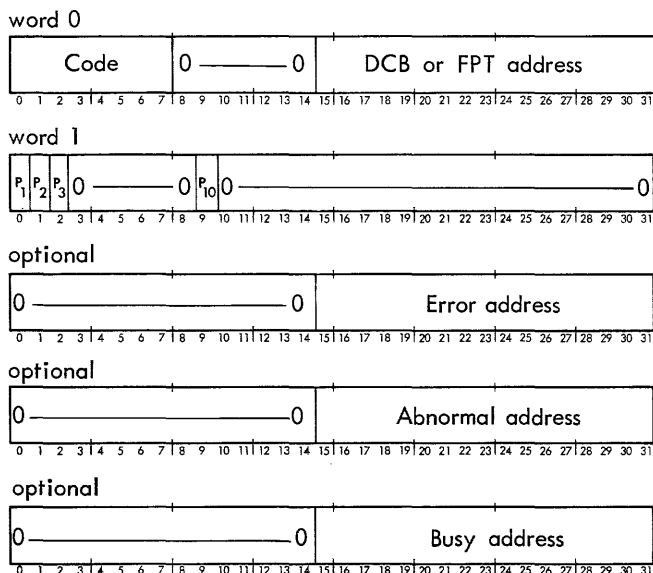 word 0
Code 0 0 DCB or FPT address
0 1 2 3 4 5 6 7 8 9 10 11 12 13 14 15 16 17 18 19 20 21 22 23 24 25 26 27 28 29 30 31
word 1
P1 P2 P3 0 0 P10 0 0
0 1 2 3 4 5 6 7 8 9 10 11 12 13 14 15 16 17 18 19 20 21 22 23 24 25 26 27 28 29 30 31
optional
0 0 Error address
0 1 2 3 4 5 6 7 8 9 10 11 12 13 14 15 16 17 18 19 20 21 22 23 24 25 26 27 28 29 30 31
optional
0 0 Abnormal address
0 1 2 3 4 5 6 7 8 9 10 11 12 13 14 15 16 17 18 19 20 21 22 23 24 25 26 27 28 29 30 31
optional
0 0 Busy address
0 1 2 3 4 5 6 7 8 9 10 11 12 13 14 15 16 17 18 19 20 21 22 23 24 25 26 27 28 29 30 31